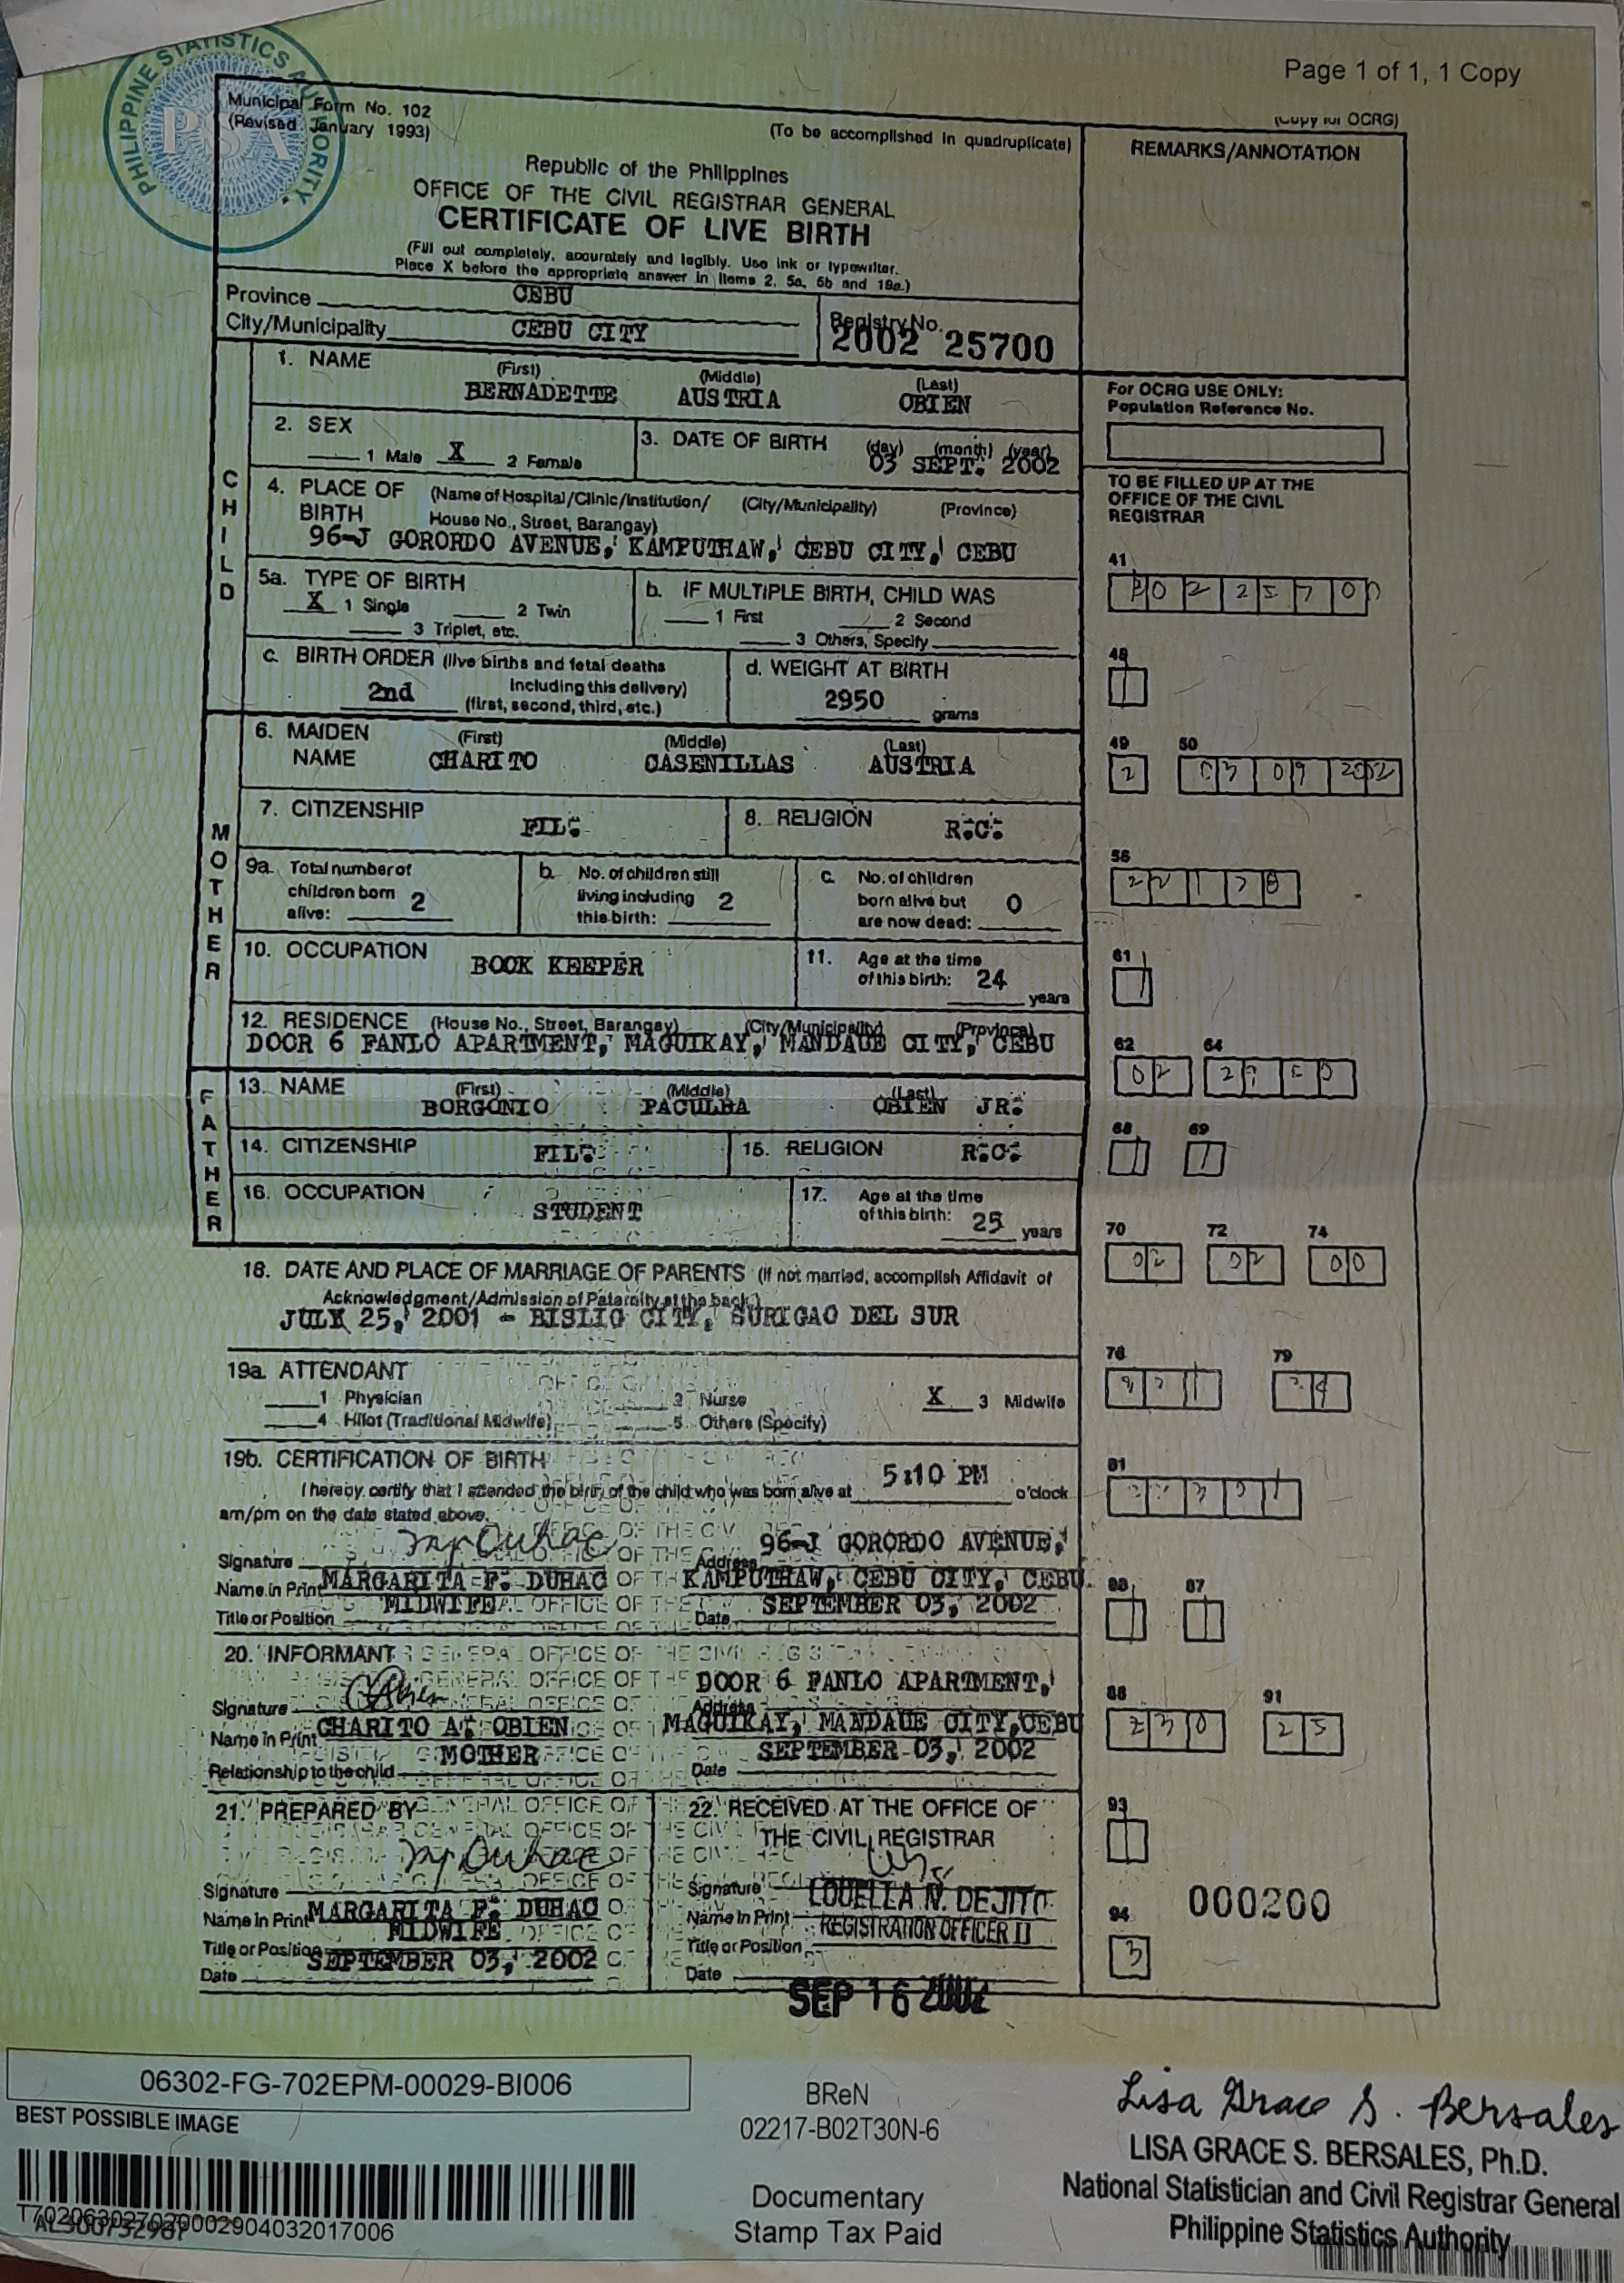 PHILIPPINE STATISTICS AUTHORITY
PSA
Page 1 of 1, 1 Copy
Municipal Form No. 102
(Revised January 1993)
(To be accomplished in quadruplicate)
(Copy for OCRG)
REMARKS/ANNOTATION
Republic of the Philippines
OFFICE OF THE CIVIL REGISTRAR GENERAL
CERTIFICATE OF LIVE BIRTH
(Fill out completely, accurately and legibly. Use ink or typewriter.
Place X before the appropriate answer in items 2, 5a, 5b and 19a.)
Province CEBU
City/Municipality CEBU CITY
Registry No.
2002 25700
CHILD
1. NAME (First) (Middle) (Last)
BERNADETTE AUSTRIA OBIEN
For OCRG USE ONLY:
Population Reference No.
2. SEX
1 Male X 2 Female
3. DATE OF BIRTH (day) (month) (year)
03 SEPT. 2002
TO BE FILLED UP AT THE
OFFICE OF THE CIVIL
REGISTRAR
4. PLACE OF BIRTH (Name of Hospital/Clinic/Institution/ (City/Municipality) (Province)
House No., Street, Barangay)
96-J GORORDO AVENUE, KAMPUTHAW, CEBU CITY, CEBU
41
5a. TYPE OF BIRTH
X 1 Single 2 Twin
3 Triplet, etc.
b. IF MULTIPLE BIRTH, CHILD WAS
1 First 2 Second
3 Others, Specify
c. BIRTH ORDER (live births and fetal deaths
including this delivery)
2nd (first, second, third, etc.)
d. WEIGHT AT BIRTH
2950 grams
48
MOTHER
6. MAIDEN NAME (First) (Middle) (Last)
CHARITO CASENILLAS AUSTRIA
49 50
2 03 09 2002
7. CITIZENSHIP FIL.
8. RELIGION R.C.
9a. Total number of
children born
alive: 2
b. No. of children still
living including
this birth: 2
c. No. of children
born alive but
are now dead: 0
56
10. OCCUPATION BOOK KEEPER
11. Age at the time
of this birth: 24 years
61
12. RESIDENCE (House No., Street, Barangay) (City/Municipality) (Province)
DOOR 6 FANLO APARTMENT, MAGUIKAY, MANDAUE CITY, CEBU
62 64
02
FATHER
13. NAME (First) (Middle) (Last)
BORGONIO PACULBA OBIEN JR.
14. CITIZENSHIP FIL.
15. RELIGION R.C.
68 69
16. OCCUPATION STUDENT
17. Age at the time
of this birth: 25 years
70 72 74
02 02 00
18. DATE AND PLACE OF MARRIAGE OF PARENTS (If not married, accomplish Affidavit of
Acknowledgment/Admission of Paternity at the back.)
JULY 25, 2001 - BISLIG CITY, SURIGAO DEL SUR
19a. ATTENDANT
1 Physician 2 Nurse X 3 Midwife
4 Hilot (Traditional Midwife) 5 Others (Specify)
76 79
19b. CERTIFICATION OF BIRTH
I hereby certify that I attended the birth of the child who was born alive at 5:10 PM o'clock
am/pm on the date stated above.
81
Signature
Name in Print MARGARITA F. DUHAC
Title or Position MIDWIFE
96-J GORORDO AVENUE,
Address KAMPUTHAW, CEBU CITY, CEBU
Date SEPTEMBER 03, 2002
87
20. INFORMANT
Signature
Name in Print CHARITO A. OBIEN
Relationship to the child MOTHER
DOOR 6 FANLO APARTMENT,
Address MAGUIKAY, MANDAUE CITY, CEBU
Date SEPTEMBER 03, 2002
88 91
230 25
21. PREPARED BY
Signature
Name in Print MARGARITA F. DUHAC
Title or Position MIDWIFE
Date SEPTEMBER 03, 2002
22. RECEIVED AT THE OFFICE OF
THE CIVIL REGISTRAR
Signature
Name in Print LOUELLA N. DEJITO
Title or Position REGISTRATION OFFICER II
Date SEP 16 2002
93
000200
94
3
06302-FG-702EPM-00029-BI006
BEST POSSIBLE IMAGE
T702063027020002904032017006
BReN
02217-B02T30N-6
Documentary
Stamp Tax Paid
Lisa Grace S. Bersales
LISA GRACE S. BERSALES, Ph.D.
National Statistician and Civil Registrar General
Philippine Statistics Authority